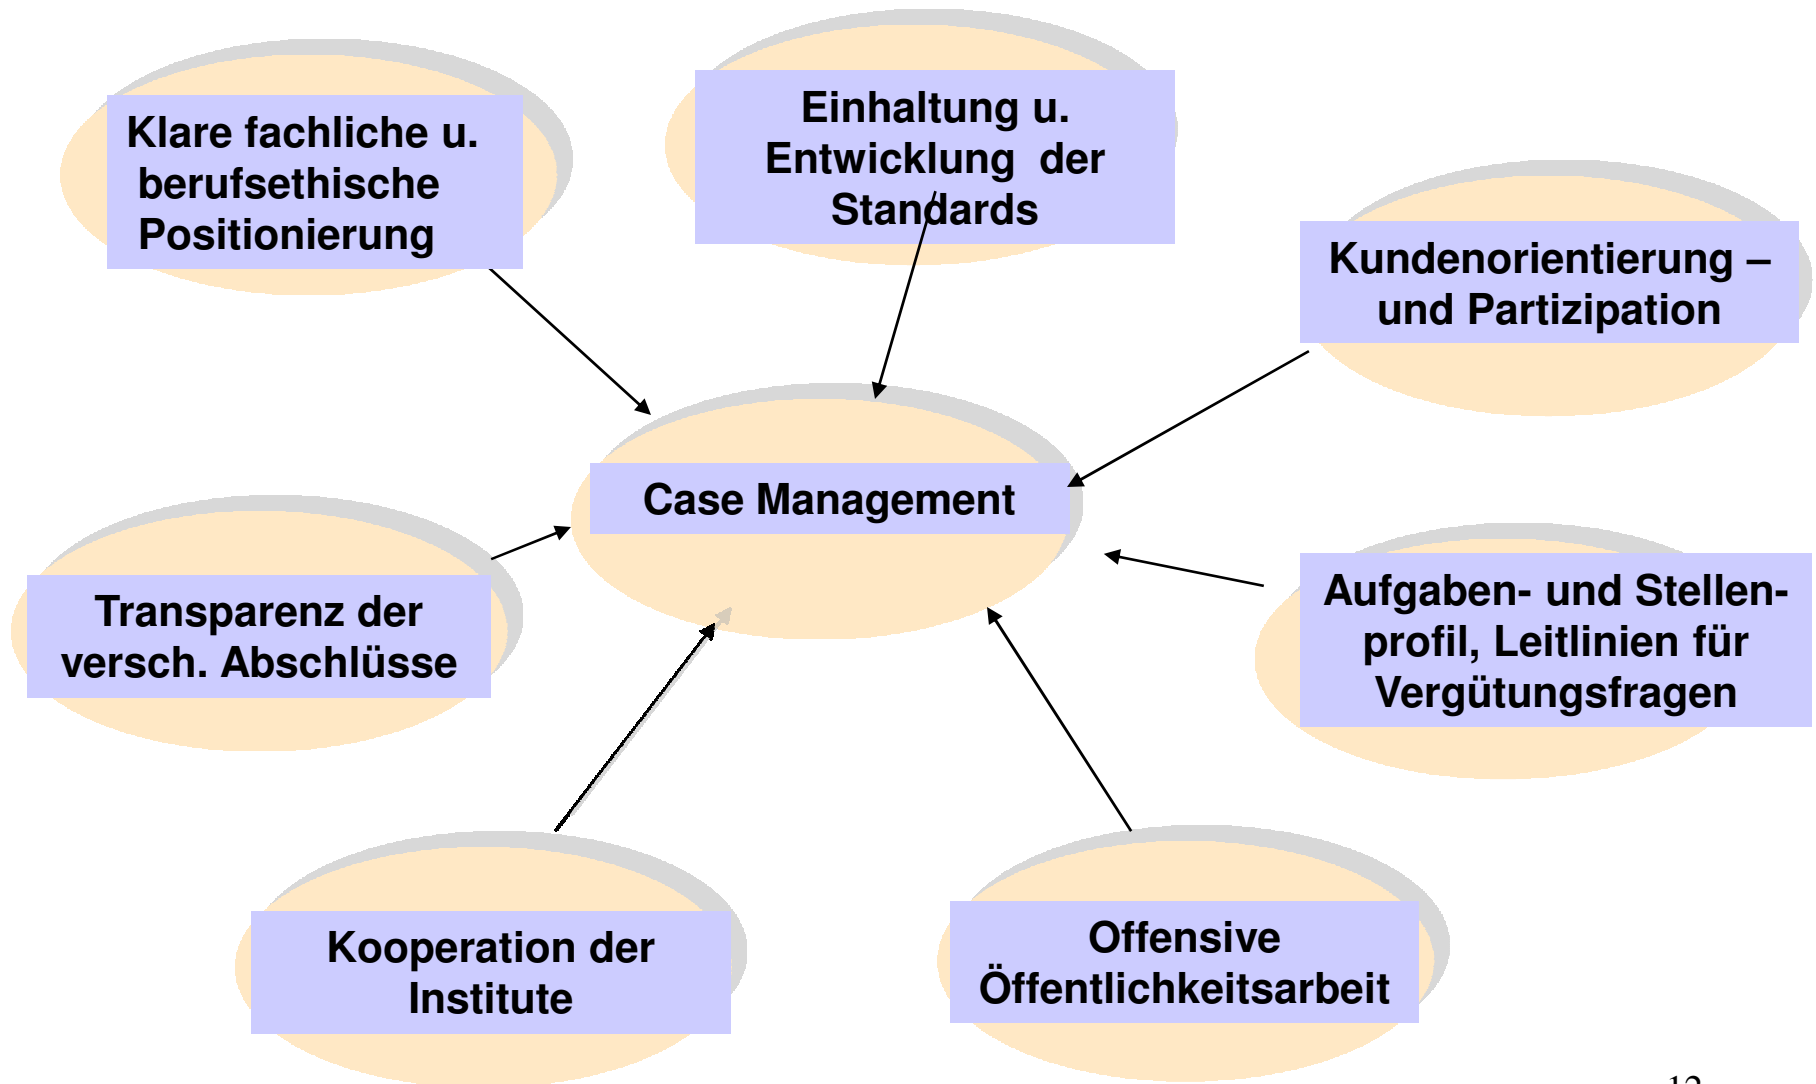 Klare fachliche u.
berufsethische
Positionierung
Einhaltung u.
Entwicklung der
Standards
Kundenorientierung –
und Partizipation
Case Management
Transparenz der
versch. Abschlüsse
Aufgaben- und Stellen-
profil, Leitlinien für
Vergütungsfragen
Kooperation der
Institute
Offensive
Öffentlichkeitsarbeit
12